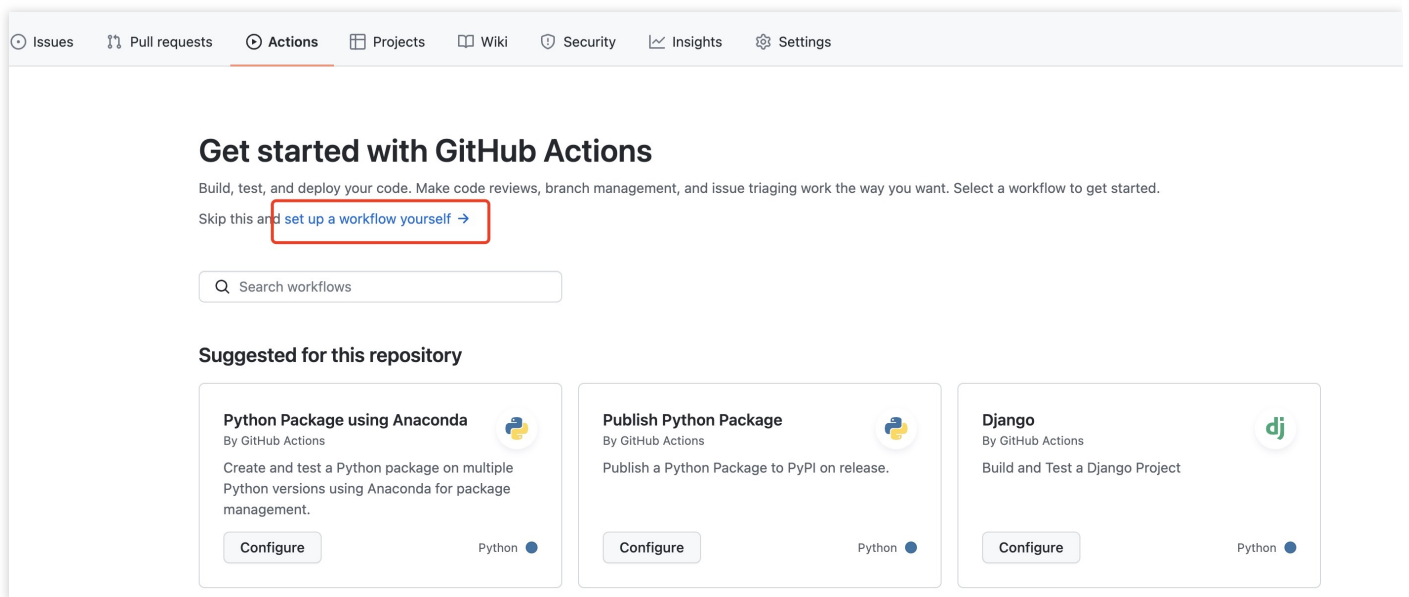 Issues Pull requests Actions Projects Wiki Security Insights Settings
Get started with GitHub Actions
Build, test, and deploy your code. Make code reviews, branch management, and issue triaging work the way you want. Select a workflow to get started.
Skip this and set up a workflow yourself →
Search workflows
Suggested for this repository
Python Package using Anaconda
By GitHub Actions
Create and test a Python package on multiple
Python versions using Anaconda for package
management.
Configure
Python
Publish Python Package
By GitHub Actions
Publish a Python Package to PyPI on release.
Configure
Python
Django
dj
By GitHub Actions
Build and Test a Django Project
Configure
Python